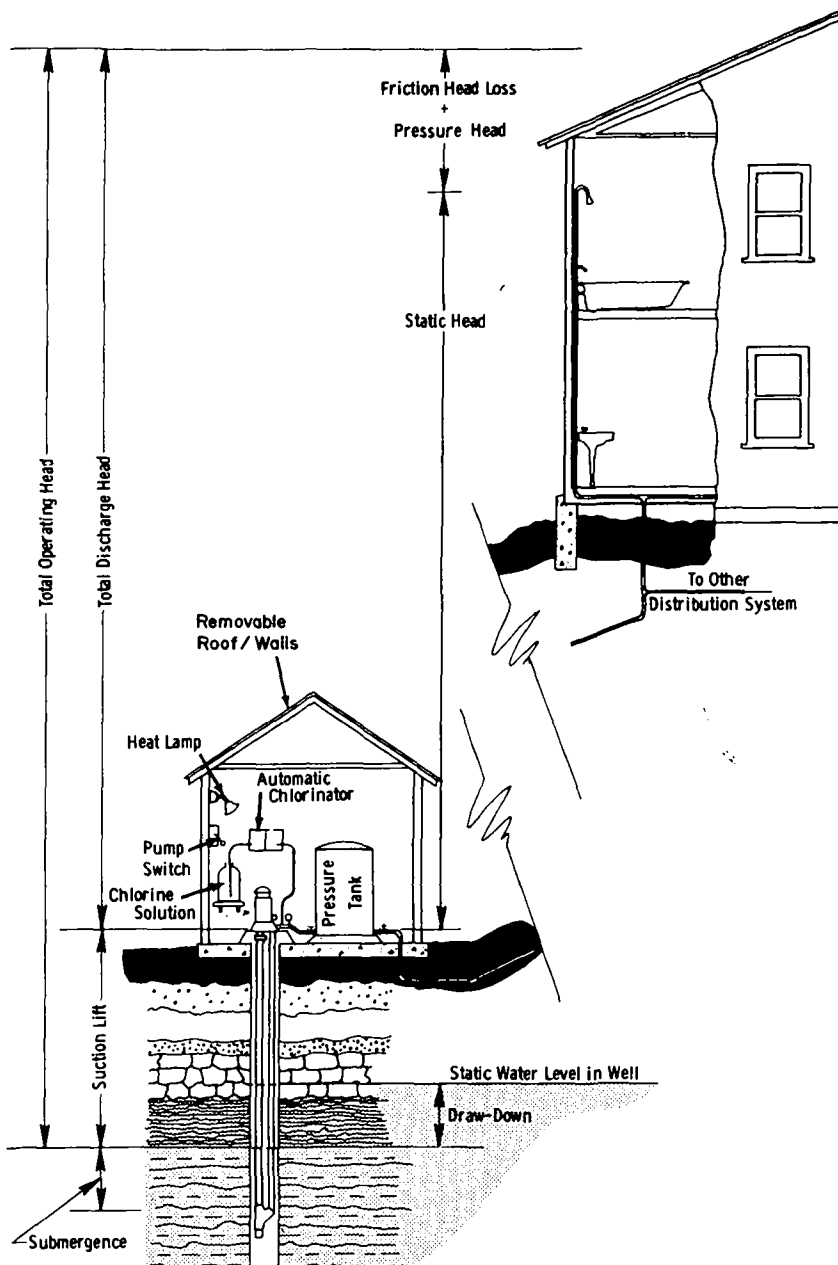 Friction Head Loss
+
Pressure Head
Static Head
Total Operating Head
Total Discharge Head
To Other
Distribution System
Removable
Roof / Walls
Heat Lamp
Automatic
Chlorinator
Pump
Switch
Chlorine
Solution
Pressure
Tank
Suction Lift
Static Water Level in Well
Draw-Down
Submergence